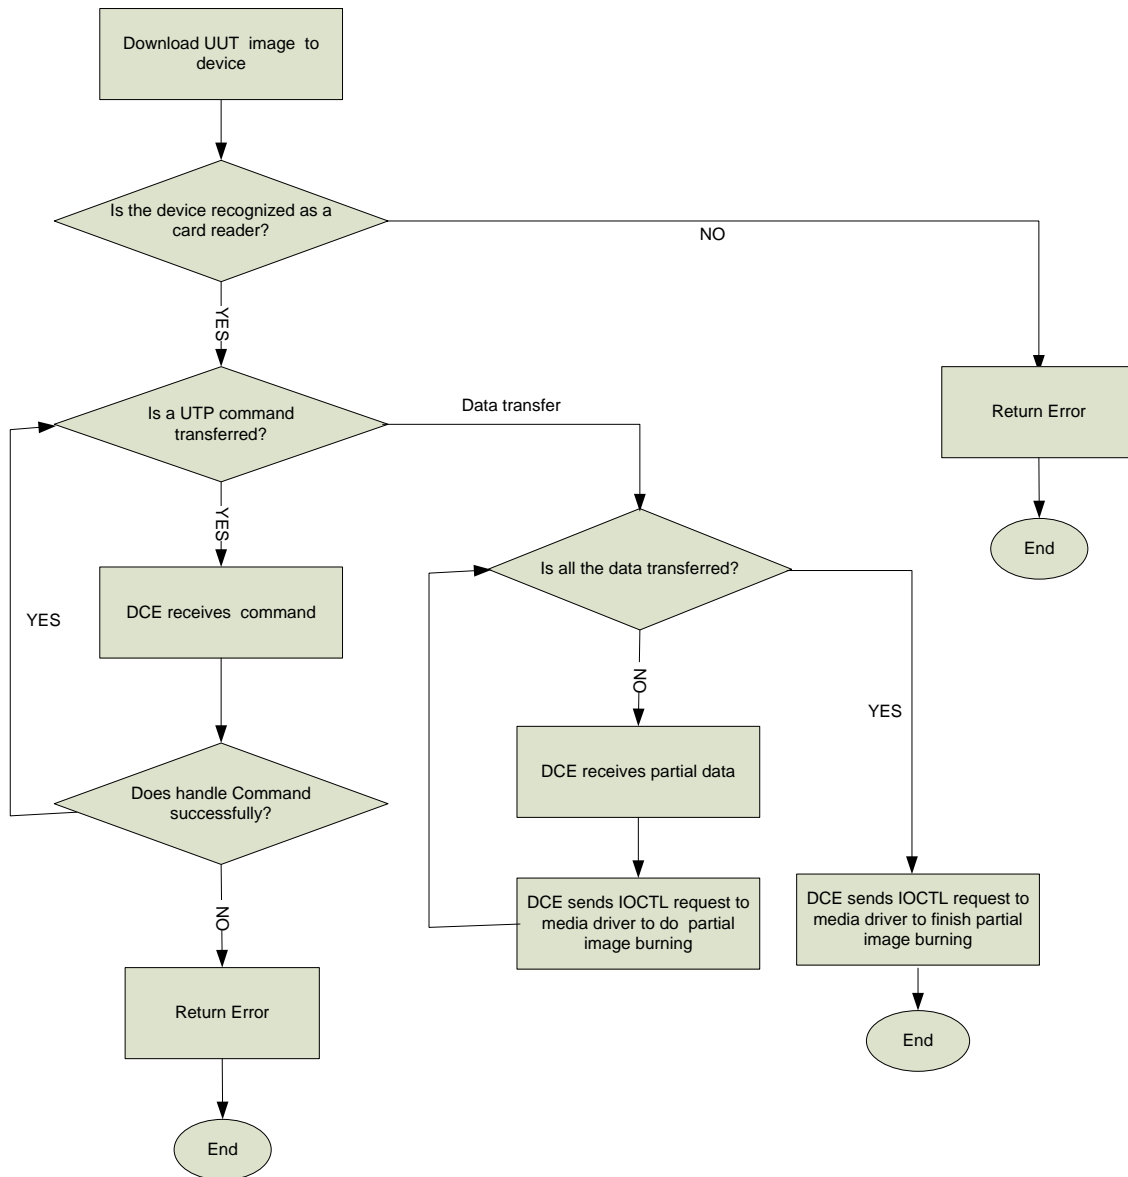 Download UUT image to
device
Is the device recognized as a
card reader?
NO
YES
Is a UTP command
transferred?
Data transfer
Return Error
End
YES
DCE receives command
YES
Is all the data transferred?
NO
YES
DCE receives partial data
Does handle Command
successfully?
DCE sends IOCTL request to
media driver to do partial
image burning
DCE sends IOCTL request to
media driver to finish partial
image burning
NO
Return Error
End
End